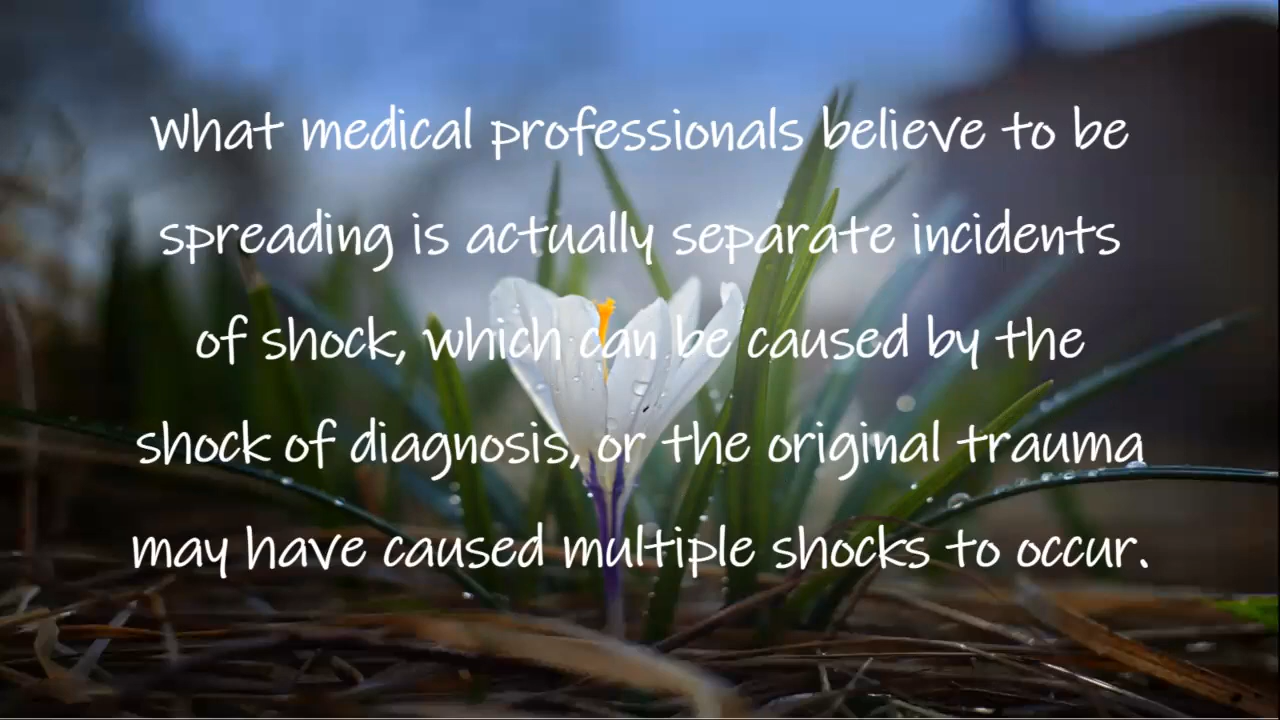 What medical professionals believe to be
spreading is actually separate incidents
of shock, which can be caused by the
shock of diagnosis, or the original trauma
may have caused multiple shocks to occur.